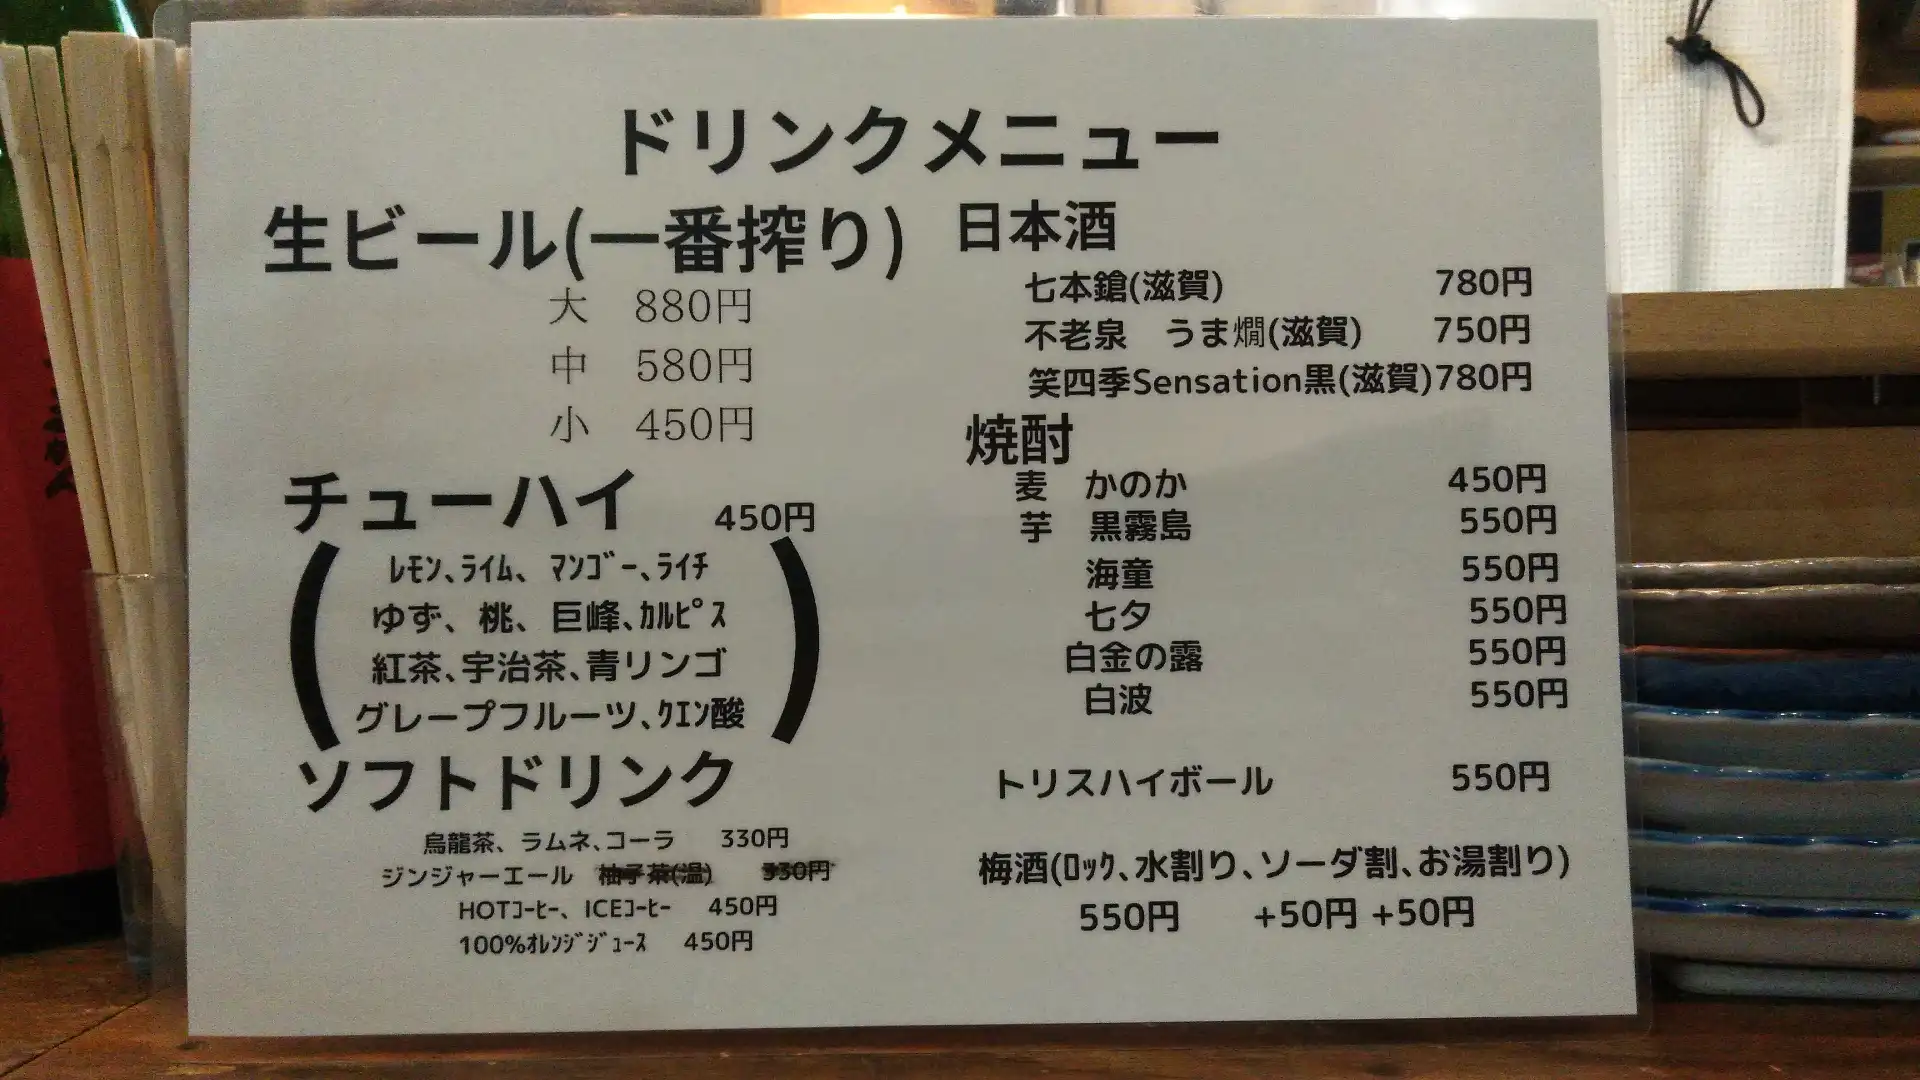 ドリンクメニュー
生ビール(一番搾り)
大 880円
中 580円
小 450円
チューハイ 450円
(ﾚﾓﾝ､ﾗｲﾑ、ﾏﾝｺﾞｰ､ﾗｲﾁ
ゆず、桃、巨峰､ｶﾙﾋﾟｽ
紅茶､宇治茶､青リンゴ
グレープフルーツ､ｸｴﾝ酸)
ソフトドリンク
烏龍茶、ラムネ､コーラ 330円
ジンジャーエール 柚子茶(温) 330円
HOTｺｰﾋｰ、ICEｺｰﾋｰ 450円
100%ｵﾚﾝｼﾞｼﾞｭｰｽ 450円
日本酒
七本鎗(滋賀) 780円
不老泉 うま燗(滋賀) 750円
笑四季Sensation黒(滋賀)780円
焼酎
麦 かのか 450円
芋 黒霧島 550円
海童 550円
七夕 550円
白金の露 550円
白波 550円
トリスハイボール 550円
梅酒(ﾛｯｸ､水割り､ソーダ割､お湯割り)
550円 +50円 +50円